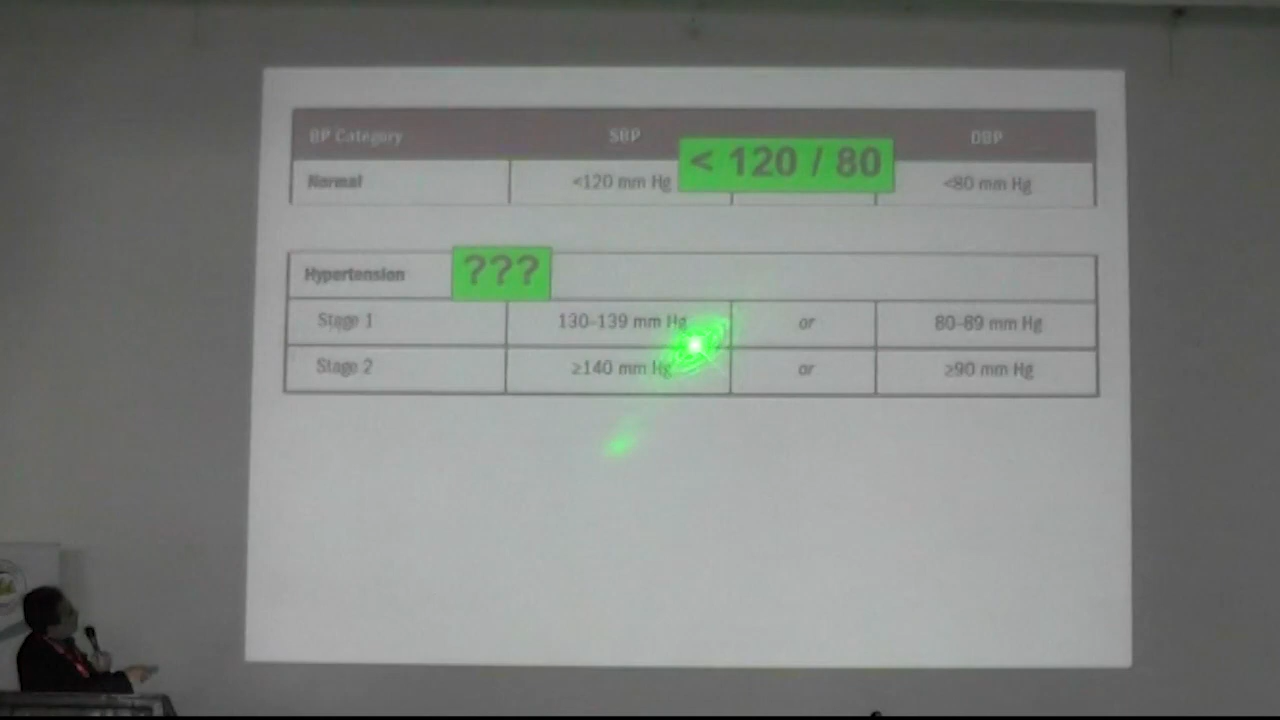 BP Category SBP DBP
< 120 / 80
Normal <120 mm Hg <80 mm Hg
Hypertension ???
Stage 1 130–139 mm Hg or 80–89 mm Hg
Stage 2 ≥140 mm Hg or ≥90 mm Hg